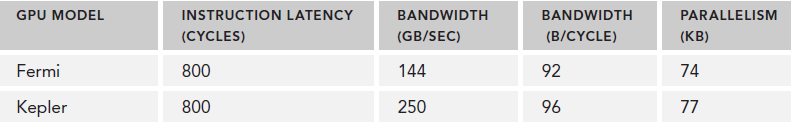 GPU MODEL INSTRUCTION LATENCY (CYCLES) BANDWIDTH (GB/SEC) BANDWIDTH (B/CYCLE) PARALLELISM (KB)
Fermi 800 144 92 74
Kepler 800 250 96 77